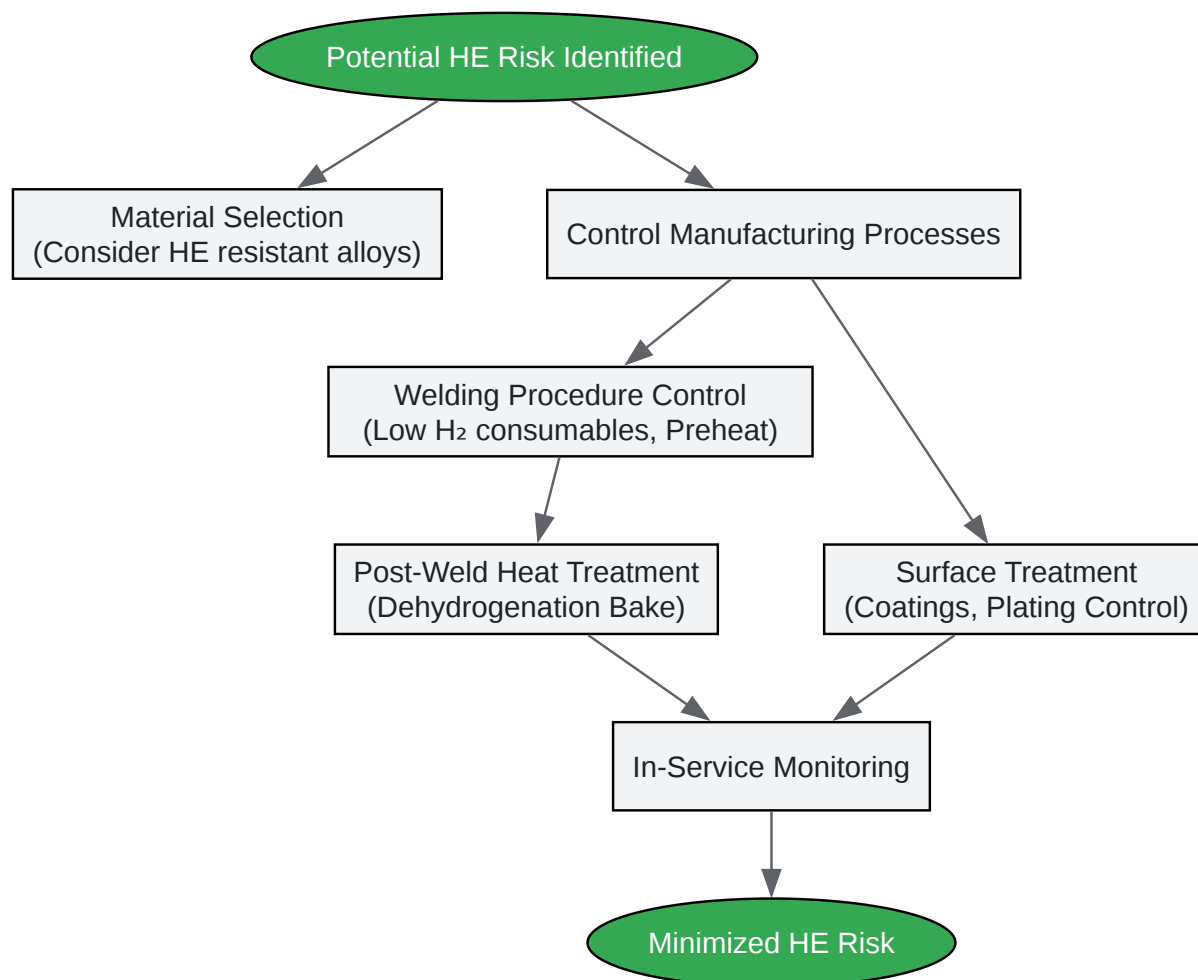 Potential HE Risk Identified
Material Selection
(Consider HE resistant alloys)
Control Manufacturing Processes
Welding Procedure Control
(Low H₂ consumables, Preheat)
Post-Weld Heat Treatment
(Dehydrogenation Bake)
Surface Treatment
(Coatings, Plating Control)
In-Service Monitoring
Minimized HE Risk